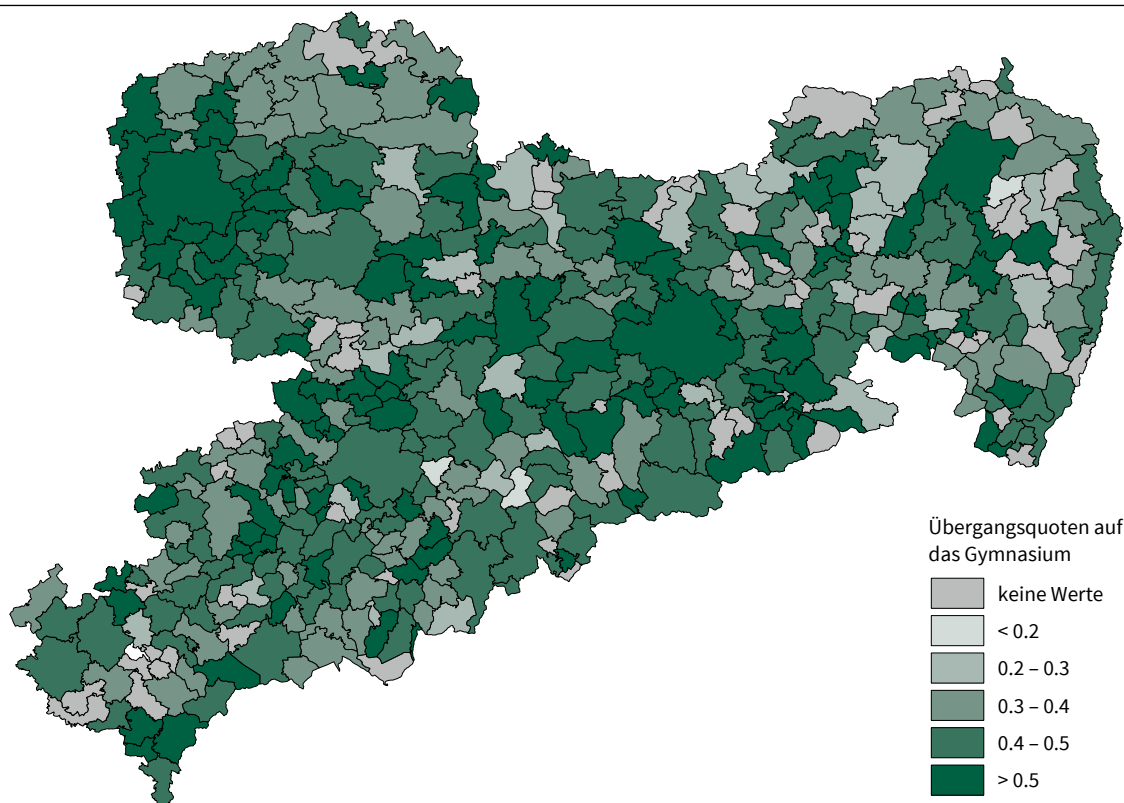 Übergangsquoten auf
das Gymnasium
keine Werte
< 0.2
0.2 – 0.3
0.3 – 0.4
0.4 – 0.5
> 0.5